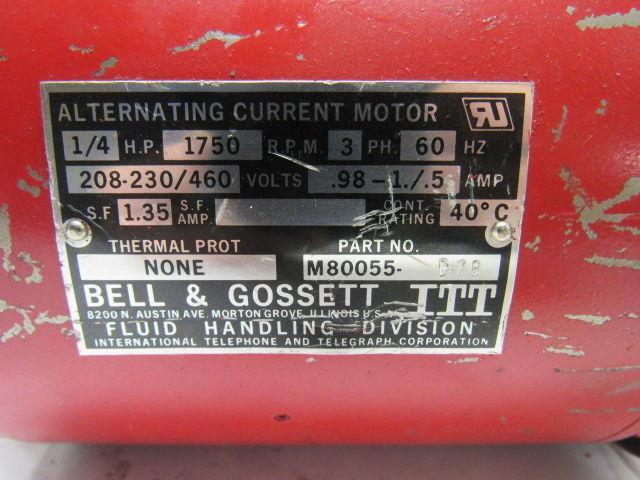 ALTERNATING CURRENT MOTOR
1/4 H.P. 1750 R.P.M. 3 PH. 60 HZ
208-230/460 VOLTS .98-1./.5 AMP
S.F 1.35 S.F. AMP. CONT. RATING 40°C
THERMAL PROT PART NO.
NONE M80055- D78
BELL & GOSSETT ITT
8200 N. AUSTIN AVE. MORTON GROVE, ILLINOIS U.S.A.
FLUID HANDLING DIVISION
INTERNATIONAL TELEPHONE AND TELEGRAPH CORPORATION